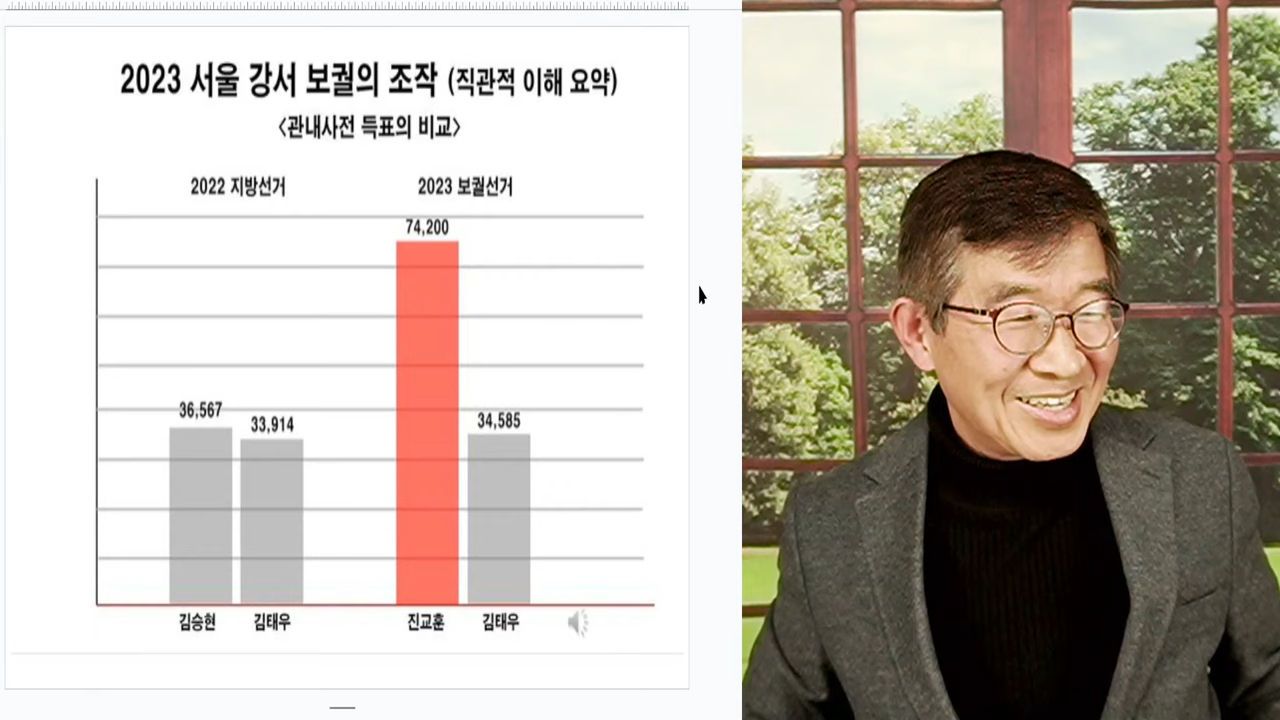 2023 서울 강서 보궐의 조작 (직관적 이해 요약)
<관내사전 득표의 비교>
2022 지방선거
2023 보궐선거
74,200
36,567
33,914
34,585
김승현
김태우
진교훈
김태우